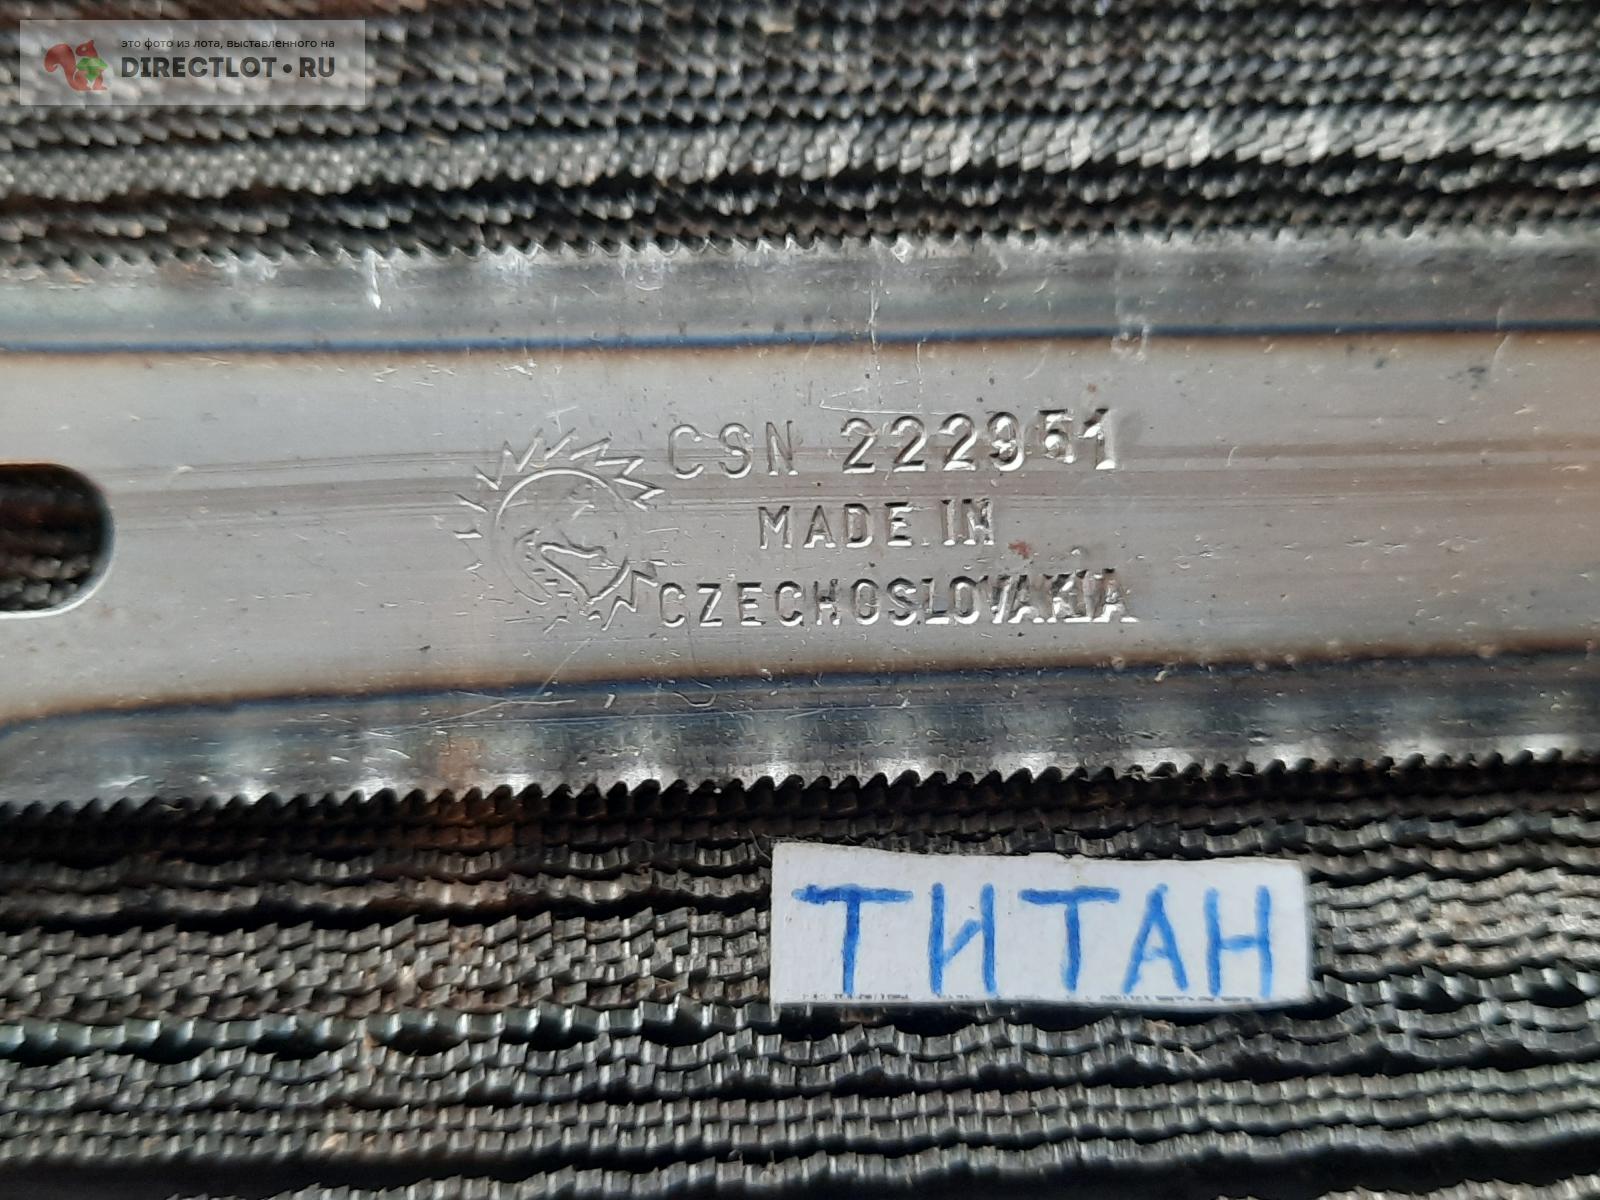 это фото из лота, выставленного на
DIRECTLOT•RU
CSN 222951
MADE IN
CZECHOSLOVAKIA
ТИТАН